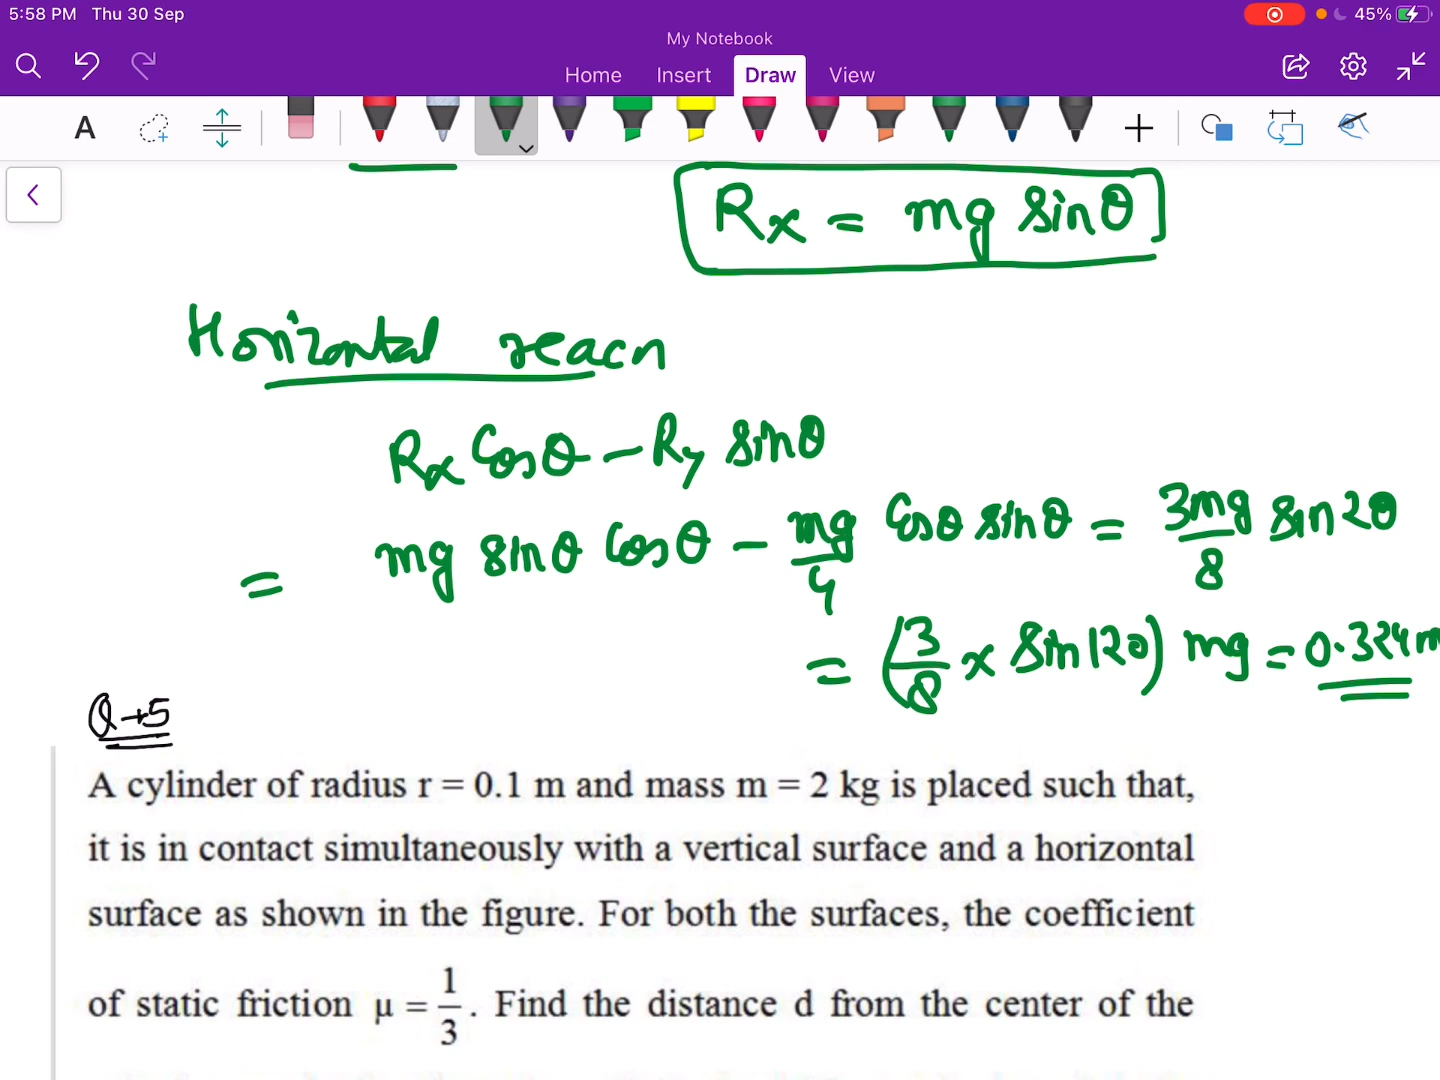 5:58 PM Thu 30 Sep
45%
My Notebook
Home Insert Draw View
A
Rx = mg sinθ
Horizontal reacn
Rx Cosθ - Ry sinθ
= mg sinθ Cosθ - mg/4 Cosθ sinθ = 3mg/8 sin2θ
= (3/8 x sin120) mg = 0.324m
Q→5
A cylinder of radius r = 0.1 m and mass m = 2 kg is placed such that,
it is in contact simultaneously with a vertical surface and a horizontal
surface as shown in the figure. For both the surfaces, the coefficient
of static friction μ = 1/3. Find the distance d from the center of the